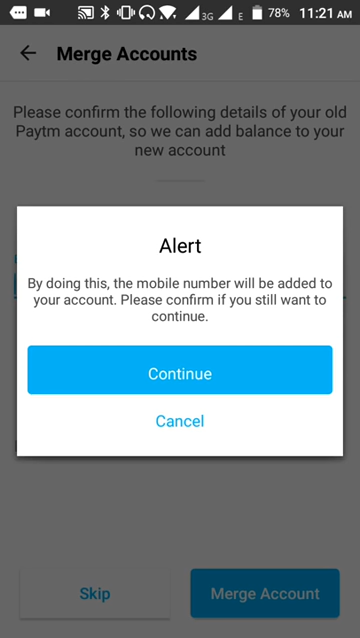 3G
E
78%
11:21 AM
Merge Accounts
Please confirm the following details of your old
Paytm account, so we can add balance to your
new account
Alert
By doing this, the mobile number will be added to
your account. Please confirm if you still want to
continue.
Continue
Cancel
Skip
Merge Account